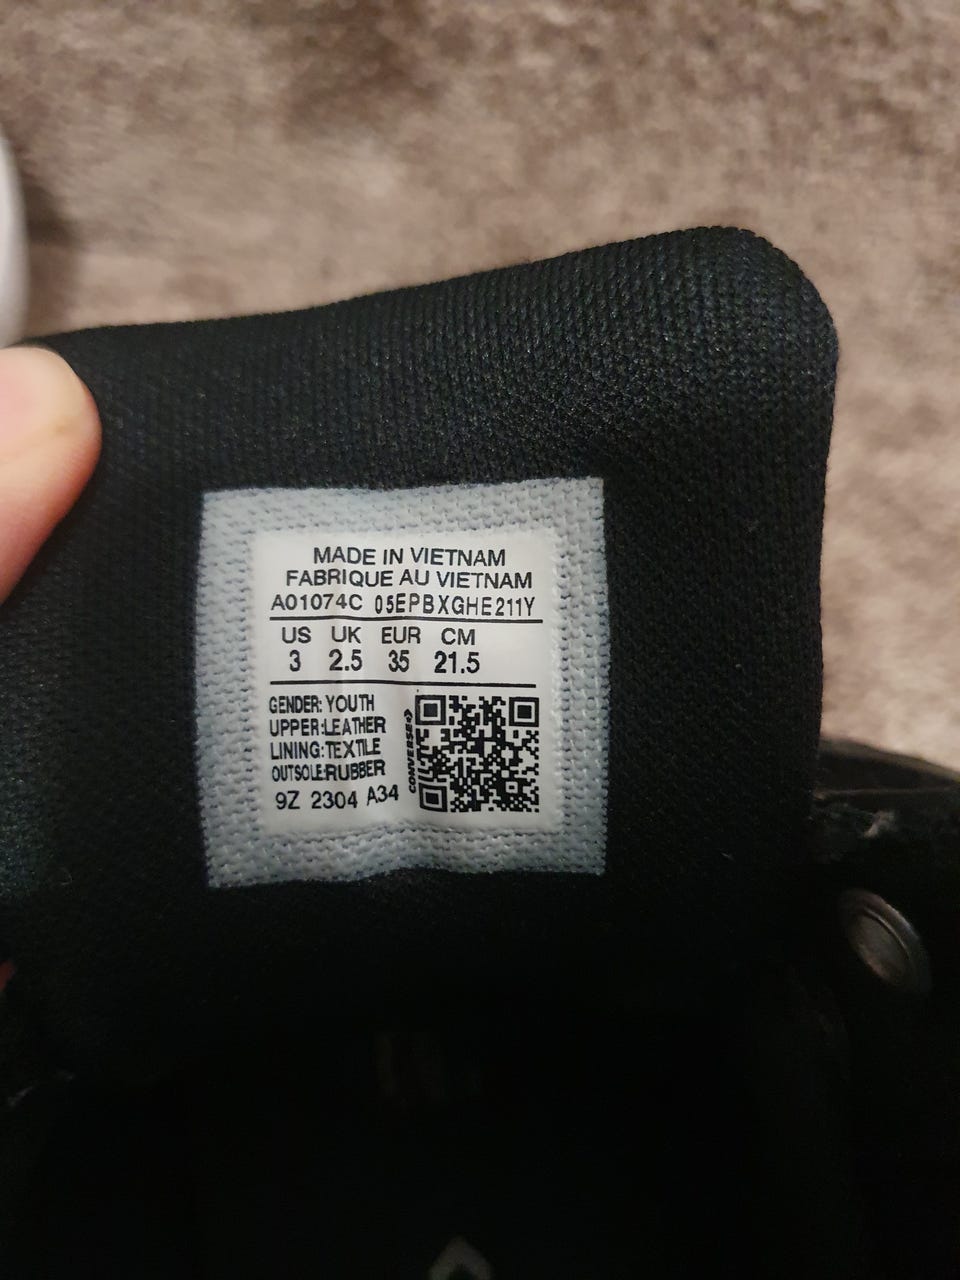 MADE IN VIETNAM
FABRIQUE AU VIETNAM
A01074C 05EPBXGHE211Y
US UK EUR CM
3 2.5 35 21.5
GENDER: YOUTH
UPPER:LEATHER
LINING:TEXTILE
OUTSOLE:RUBBER
9Z 2304 A34
CONVERSE